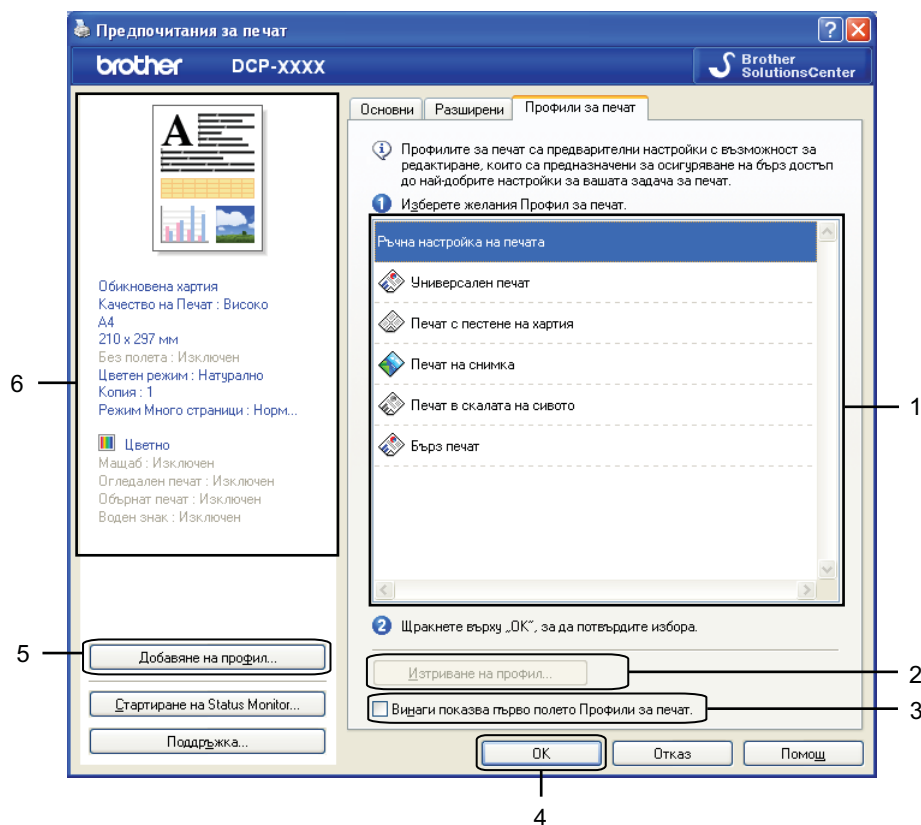 Предпочитания за печат
brother DCP-XXXX
Brother
SolutionsCenter
Основни
Разширени
Профили за печат
Профилите за печат са предварителни настройки с възможност за
редактиране, които са предназначени за осигуряване на бърз достъп
до най-добрите настройки за вашата задача за печат.
1 Изберете желания Профил за печат.
Ръчна настройка на печата
Универсален печат
Печат с пестене на хартия
Печат на снимка
Печат в скалата на сивото
Бърз печат
2 Щракнете върху „OK“, за да потвърдите избора.
Изтриване на профил...
Винаги показва първо полето Профили за печат.
A
Обикновена хартия
Качество на Печат : Високо
A4
210 x 297 мм
Без полета : Изключен
Цветен режим : Натурално
Копия : 1
Режим Много страници : Норм...
Цветно
Мащаб : Изключен
Огледален печат : Изключен
Обърнат печат : Изключен
Воден знак : Изключен
Добавяне на профил...
Стартиране на Status Monitor...
Поддръжка...
OK
Отказ
Помощ
1
2
3
4
5
6